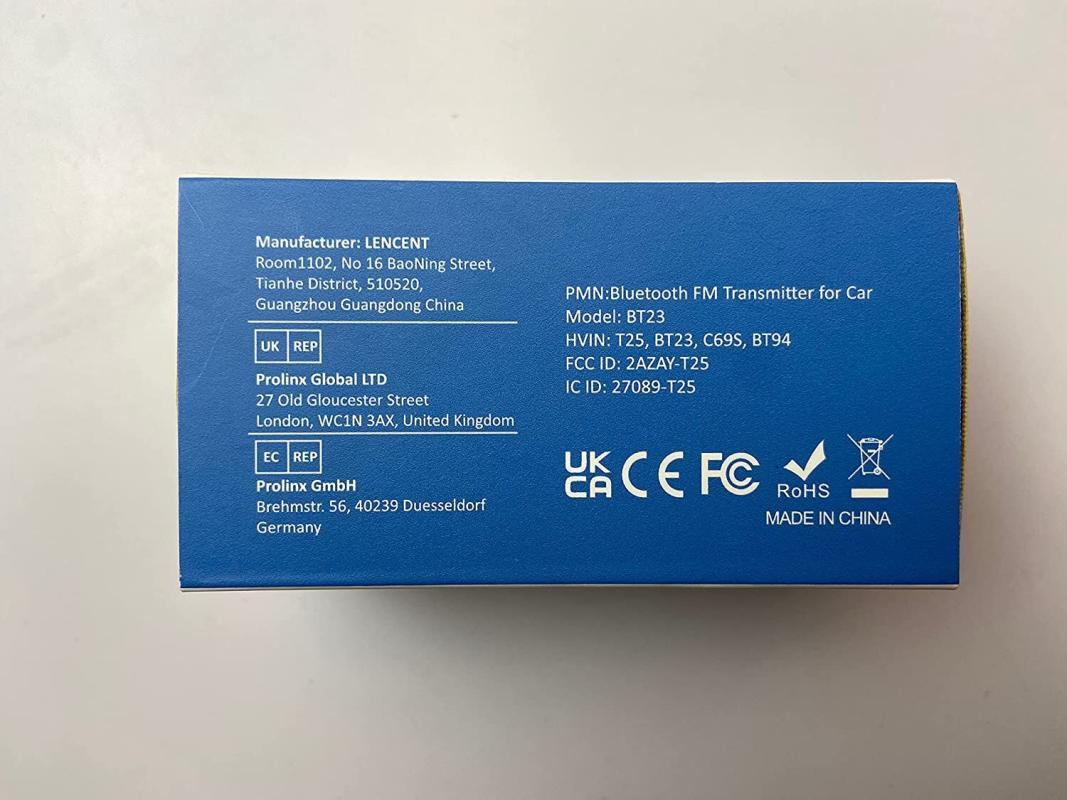 Manufacturer: LENCENT
Room1102, No 16 BaoNing Street,
Tianhe District, 510520,
Guangzhou Guangdong China
UK REP
Prolinx Global LTD
27 Old Gloucester Street
London, WC1N 3AX, United Kingdom
EC REP
Prolinx GmbH
Brehmstr. 56, 40239 Duesseldorf
Germany
PMN:Bluetooth FM Transmitter for Car
Model: BT23
HVIN: T25, BT23, C69S, BT94
FCC ID: 2AZAY-T25
IC ID: 27089-T25
UK
CA CE FC RoHS
MADE IN CHINA